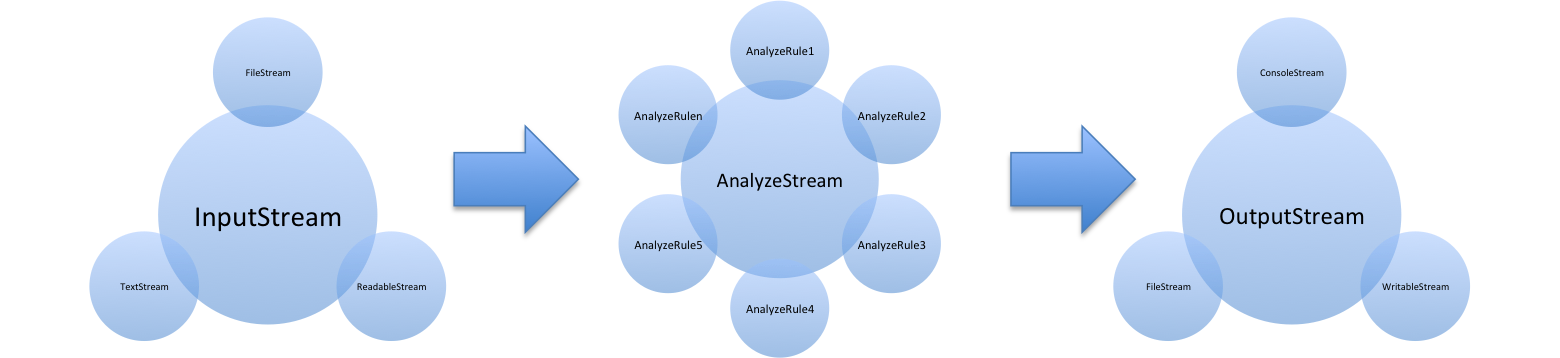 FileStream
InputStream
TextStream
ReadableStream
AnalyzeRule1
AnalyzeRulen
AnalyzeRule2
AnalyzeStream
AnalyzeRule5
AnalyzeRule3
AnalyzeRule4
ConsoleStream
OutputStream
FileStream
WritableStream